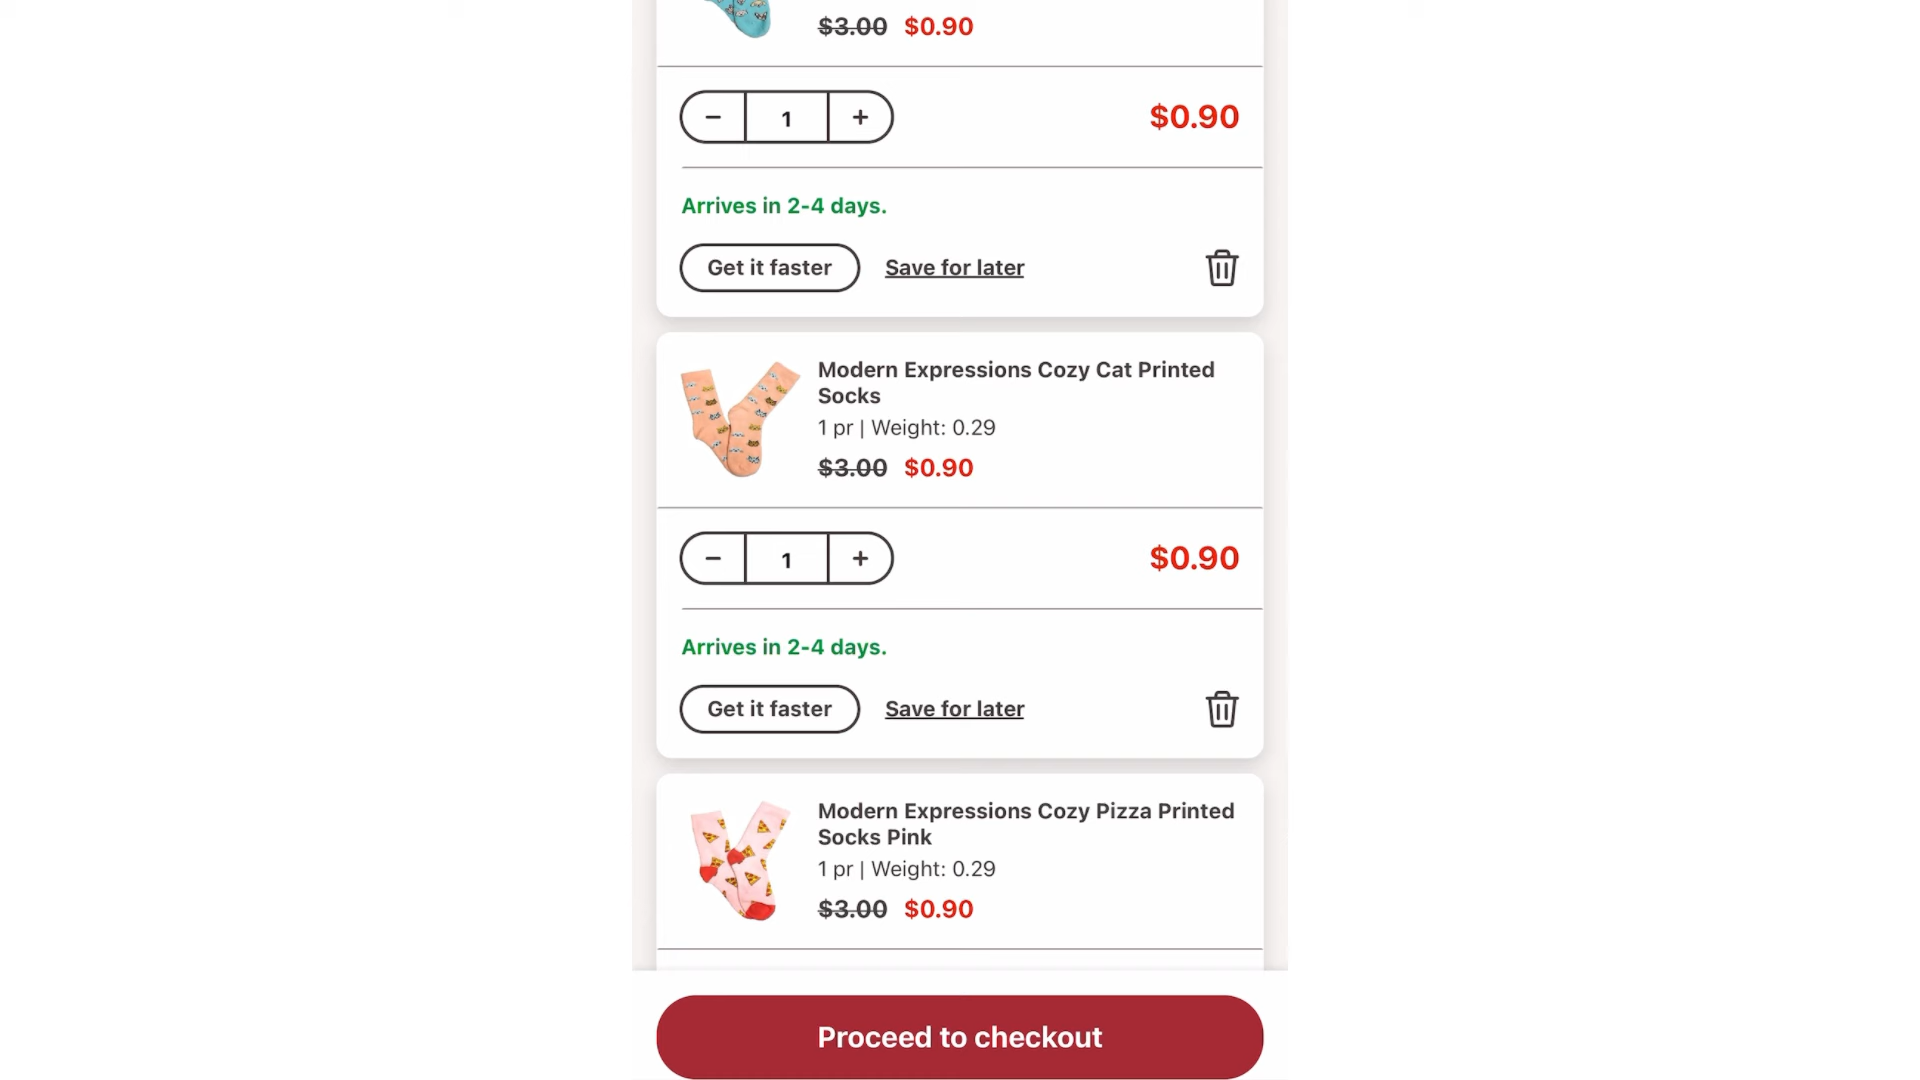 $3.00 $0.90
− 1 + $0.90
Arrives in 2-4 days.
Get it faster Save for later
Modern Expressions Cozy Cat Printed
Socks
1 pr | Weight: 0.29
$3.00 $0.90
− 1 + $0.90
Arrives in 2-4 days.
Get it faster Save for later
Modern Expressions Cozy Pizza Printed
Socks Pink
1 pr | Weight: 0.29
$3.00 $0.90
Proceed to checkout